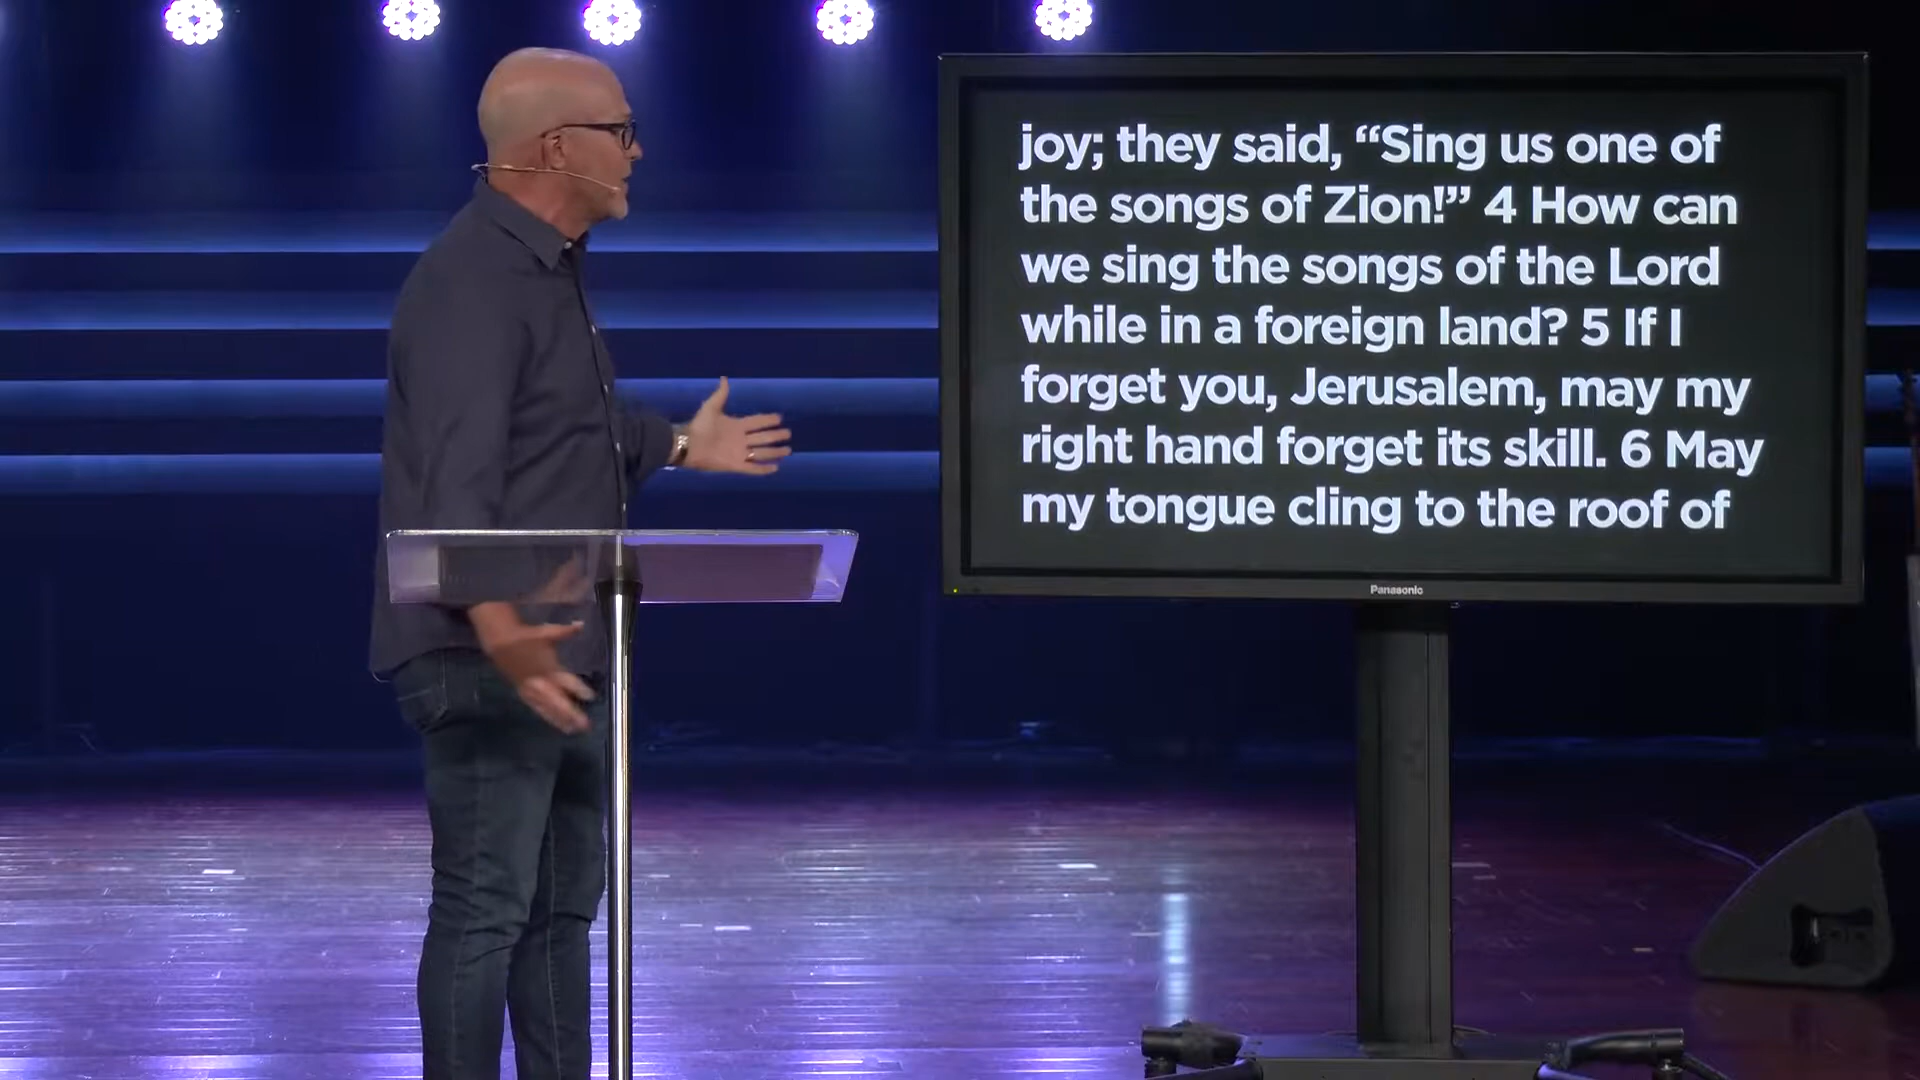 joy; they said, “Sing us one of
the songs of Zion!” 4 How can
we sing the songs of the Lord
while in a foreign land? 5 If I
forget you, Jerusalem, may my
right hand forget its skill. 6 May
my tongue cling to the roof of
Panasonic